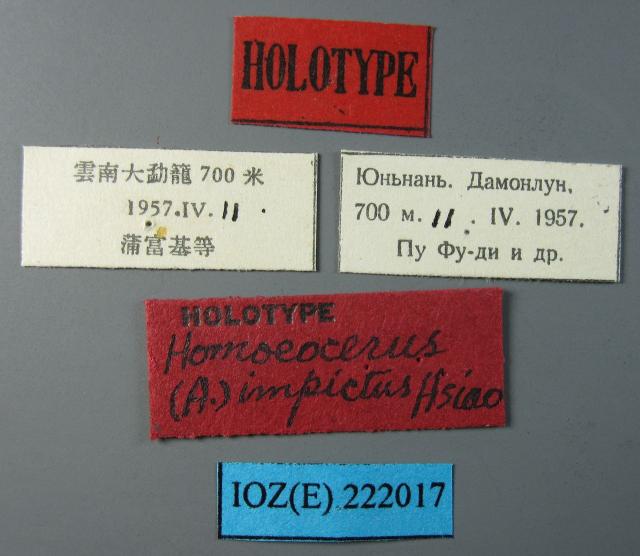 HOLOTYPE
雲南大勐籠 700 米
1957.IV. 11 .
蒲富基等
Юньнань. Дамонлун,
700 м. 11 . IV. 1957.
Пу Фу-ди и др.
HOLOTYPE
Homoeocerus
(A.) impictus Hsiao
IOZ(E) 222017